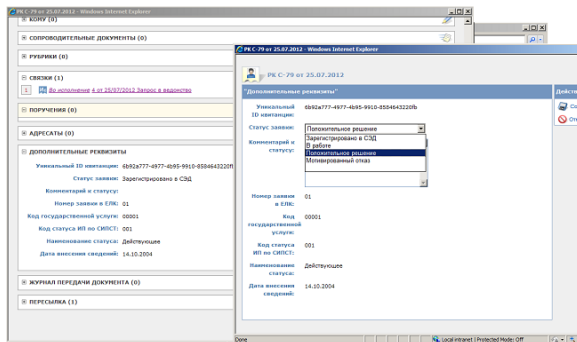 РК С-79 от 25.07.2012 - Windows Internet Explorer
КОМУ (0)
СОПРОВОДИТЕЛЬНЫЕ ДОКУМЕНТЫ (0)
РУБРИКИ (0)
СВЯЗКИ (1)
1 Во исполнение 4 от 25/07/2012 Запрос в ведомство
ПОРУЧЕНИЯ (0)
АДРЕСАТЫ (0)
ДОПОЛНИТЕЛЬНЫЕ РЕКВИЗИТЫ
Уникальный ID квитанции: 6b92a777-4977-4b95-9910-8584643220fb
Статус заявки: Зарегистрировано в СЭД
Комментарий к статусу:
Номер заявки в ЕЛК: 01
Код государственной услуги: 00001
Код статуса ИП по СИПСТ: 001
Наименование статуса: Действующее
Дата внесения сведений: 14.10.2004
ЖУРНАЛ ПЕРЕДАЧИ ДОКУМЕНТА (0)
ПЕРЕСЫЛКА (1)
РК С-79 от 25.07.2012 - Windows Internet Explorer
РК С-79 от 25.07.2012
"Дополнительные реквизиты"
Уникальный ID квитанции: 6b92a777-4977-4b95-9910-8584643220fb
Статус заявки: Положительное решение
Зарегистрировано в СЭД
В работе
Положительное решение
Мотивированный отказ
Комментарий к статусу:
Номер заявки в ЕЛК: 01
Код государственной услуги: 00001
Код статуса ИП по СИПСТ: 001
Наименование статуса: Действующее
Дата внесения сведений: 14.10.2004
Действ
От
Done
Local intranet | Protected Mode: Off